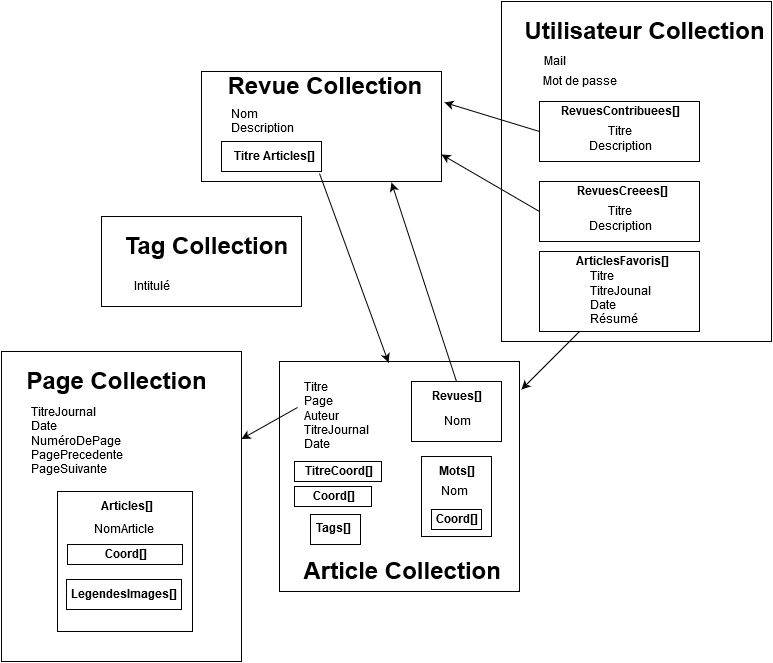 Utilisateur Collection
Mail
Mot de passe
RevuesContribuees[]
Titre
Description
RevuesCreees[]
Titre
Description
ArticlesFavoris[]
Titre
TitreJounal
Date
Résumé
Revue Collection
Nom
Description
Titre Articles[]
Tag Collection
Intitulé
Page Collection
TitreJournal
Date
NuméroDePage
PagePrecedente
PageSuivante
Articles[]
NomArticle
Coord[]
LegendesImages[]
Titre
Page
Auteur
TitreJournal
Date
TitreCoord[]
Coord[]
Tags[]
Revues[]
Nom
Mots[]
Nom
Coord[]
Article Collection